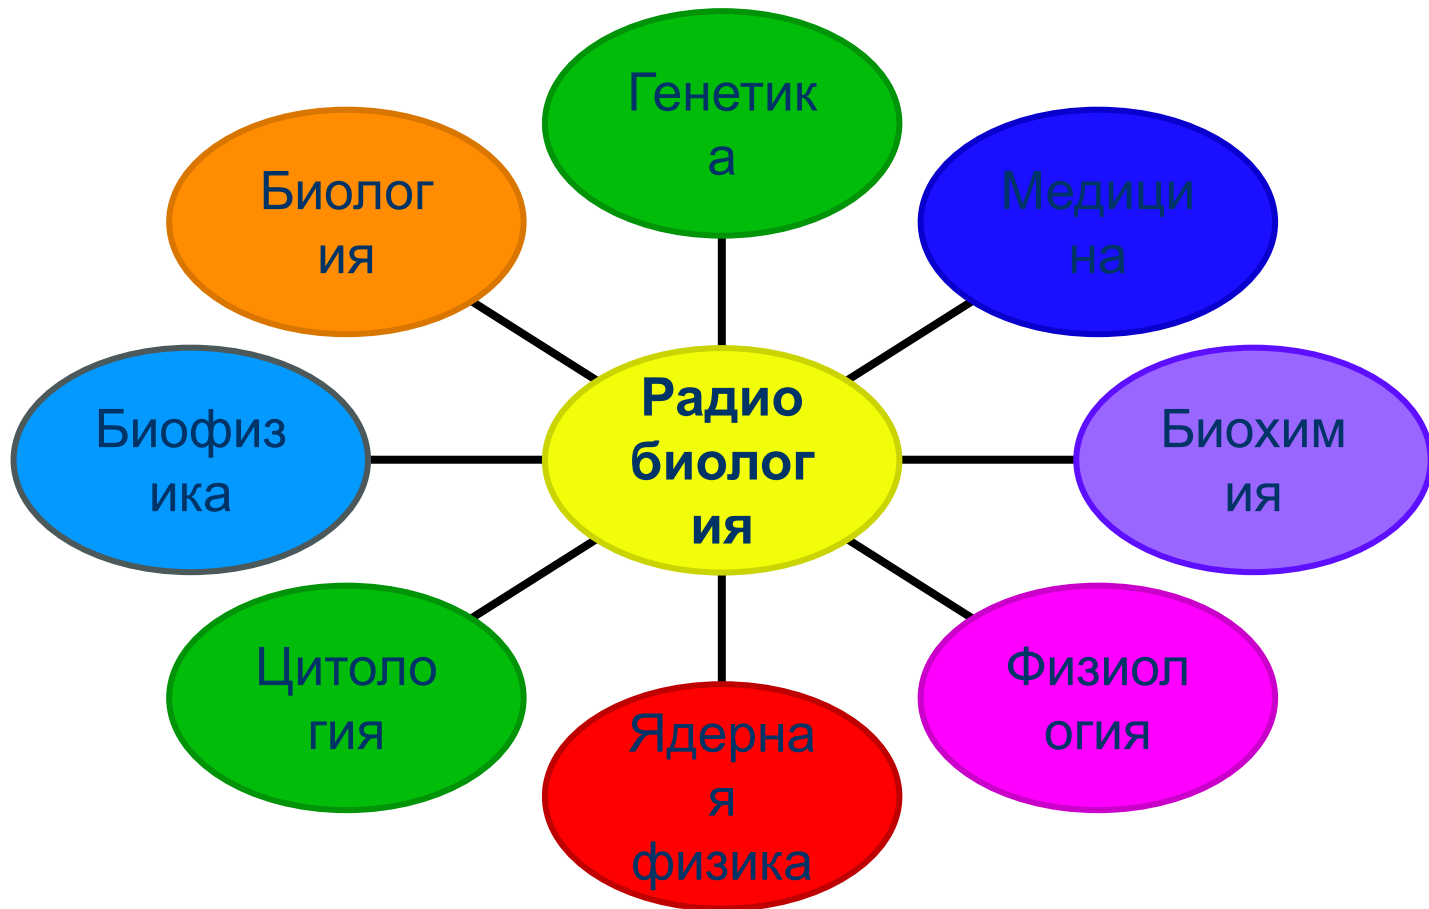 Генетик
а
Биолог
ия
Медици
на
Биофиз
ика
Радио
биолог
ия
Биохим
ия
Цитоло
гия
Физиол
огия
Ядерна
я
физика